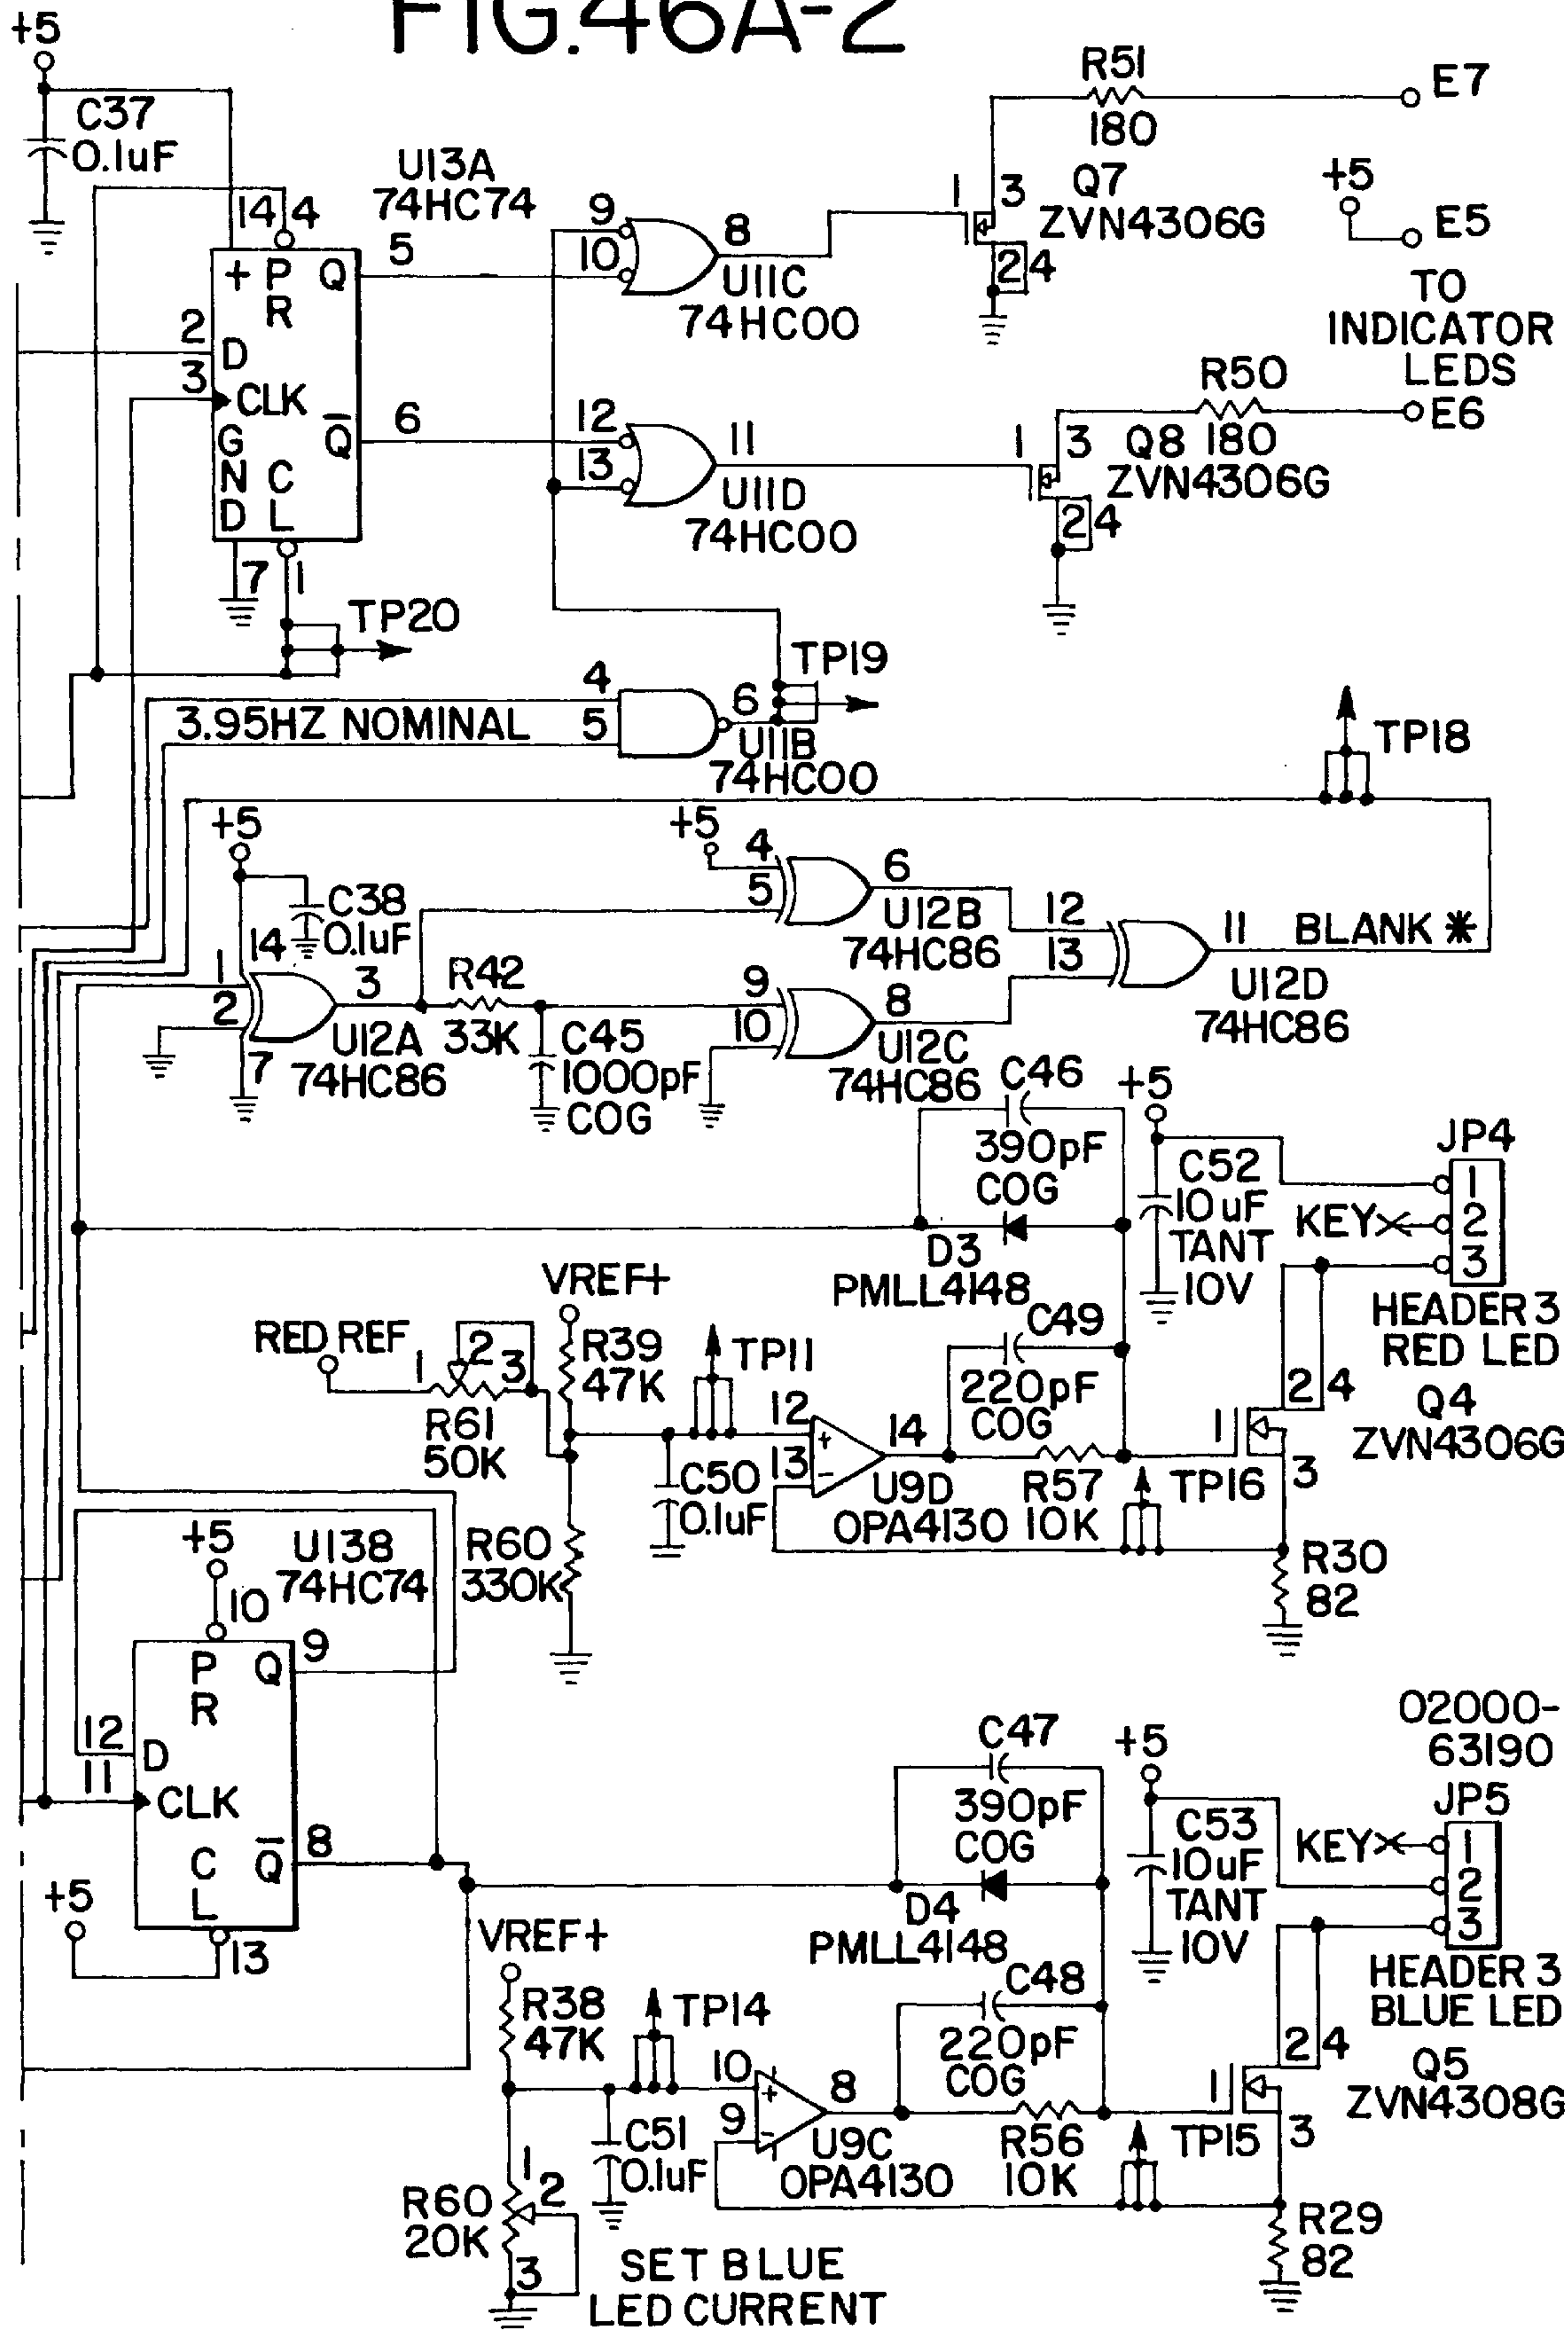 FIG.46A-2
+5
C37
0.1uF
U13A
74HC74
14 4
+ P Q
R
5
2
D
3
CLK
G
N C
D L
Q
6
7 1
TP20
9
10
8
U11C
74HC00
12
13
11
U11D
74HC00
R51
180
E7
1 3
Q7
ZVN4306G
2 4
+5
E5
TO
INDICATOR
LEDS
R50
180
E6
1 3
Q8
ZVN4306G
2 4
TP19
4
3.95HZ NOMINAL
5
6
U11B
74HC00
TP18
+5
C38
0.1uF
14
1
2
3
7
U12A
74HC86
R42
33K
C45
1000pF
COG
+5
4
5
6
U12B
74HC86
9
10
8
U12C
74HC86
12
13
11
BLANK *
U12D
74HC86
C46
390pF
COG
D3
PMLL4148
+5
C52
10uF
TANT
10V
JP4
1
KEY
2
3
HEADER 3
RED LED
VREF+
RED REF
1 2 3
R61
50K
R39
47K
TP11
C50
0.1uF
R60
330K
12
13
14
U9D
OPA4130
C49
220pF
COG
R57
10K
TP16
1
2 4
Q4
ZVN4306G
3
R30
82
+5
U138
74HC74
10
P Q
R
9
12
D
11
CLK
C Q
L
8
+5
13
C47
390pF
COG
D4
PMLL4148
+5
C53
10uF
TANT
10V
02000-
63190
JP5
KEY
1
2
3
HEADER 3
BLUE LED
VREF+
R38
47K
TP14
C51
0.1uF
10
9
8
U9C
OPA4130
C48
220pF
COG
R56
10K
TP15
1
2 4
Q5
ZVN4308G
3
R29
82
R60
20K
1
2
3
SET BLUE
LED CURRENT